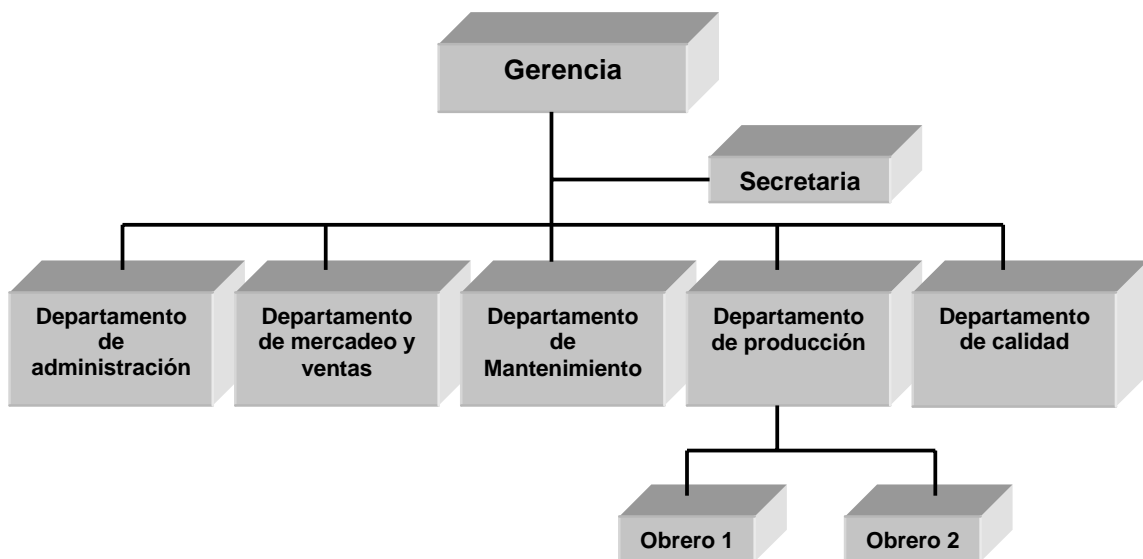 Gerencia
Secretaria
Departamento
de
administración
Departamento
de mercadeo y
ventas
Departamento
de
Mantenimiento
Departamento
de producción
Departamento
de calidad
Obrero 1
Obrero 2